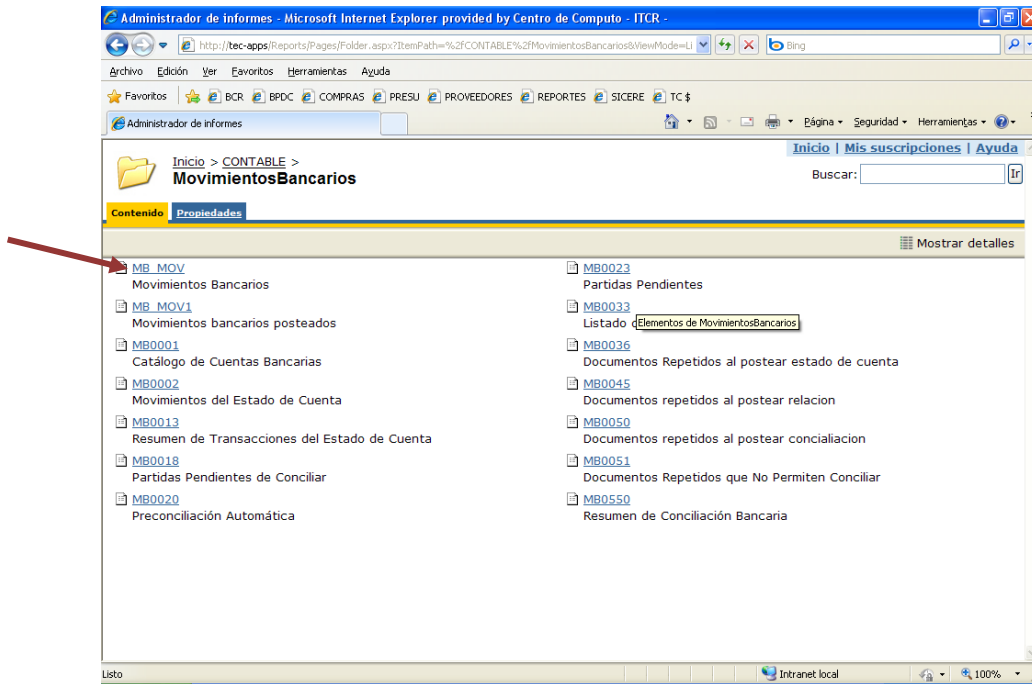 Administrador de informes - Microsoft Internet Explorer provided by Centro de Computo - ITCR -
http://tec-apps/Reports/Pages/Folder.aspx?ItemPath=%2fCONTABLE%2fMovimientosBancarios&ViewMode=Li
Bing
Archivo Edición Ver Favoritos Herramientas Ayuda
Favoritos BCR BPDC COMPRAS PRESU PROVEEDORES REPORTES SICERE TC $
Administrador de informes
Página Seguridad Herramientas
Inicio | Mis suscripciones | Ayuda
Inicio > CONTABLE >
MovimientosBancarios
Buscar: Ir
Contenido Propiedades
Mostrar detalles
MB_MOV
Movimientos Bancarios
MB_MOV1
Movimientos bancarios posteados
MB0001
Catálogo de Cuentas Bancarias
MB0002
Movimientos del Estado de Cuenta
MB0013
Resumen de Transacciones del Estado de Cuenta
MB0018
Partidas Pendientes de Conciliar
MB0020
Preconciliación Automática
MB0023
Partidas Pendientes
MB0033
Listado
Elementos de MovimientosBancarios
MB0036
Documentos Repetidos al postear estado de cuenta
MB0045
Documentos repetidos al postear relacion
MB0050
Documentos repetidos al postear concialiacion
MB0051
Documentos Repetidos que No Permiten Conciliar
MB0550
Resumen de Conciliación Bancaria
Listo
Intranet local
100%